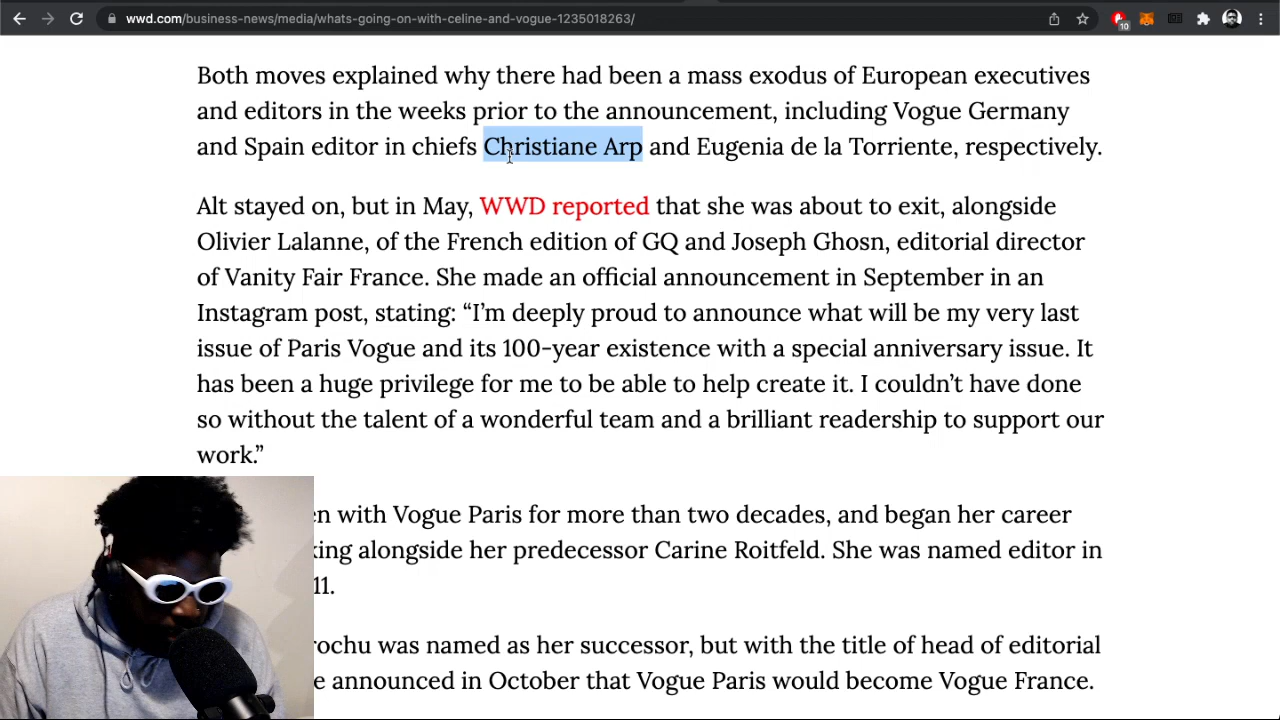 wwd.com/business-news/media/whats-going-on-with-celine-and-vogue-1235018263/
10
Both moves explained why there had been a mass exodus of European executives
and editors in the weeks prior to the announcement, including Vogue Germany
and Spain editor in chiefs Christiane Arp and Eugenia de la Torriente, respectively.
Alt stayed on, but in May, WWD reported that she was about to exit, alongside
Olivier Lalanne, of the French edition of GQ and Joseph Ghosn, editorial director
of Vanity Fair France. She made an official announcement in September in an
Instagram post, stating: “I’m deeply proud to announce what will be my very last
issue of Paris Vogue and its 100-year existence with a special anniversary issue. It
has been a huge privilege for me to be able to help create it. I couldn’t have done
so without the talent of a wonderful team and a brilliant readership to support our
work.”
with Vogue Paris for more than two decades, and began her career
alongside her predecessor Carine Roitfeld. She was named editor in
was named as her successor, but with the title of head of editorial
announced in October that Vogue Paris would become Vogue France.